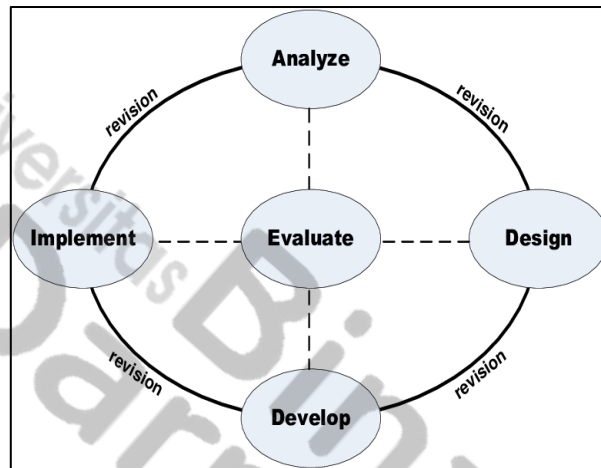 Analyze
revision
revision
Implement
Evaluate
Design
revision
revision
Develop